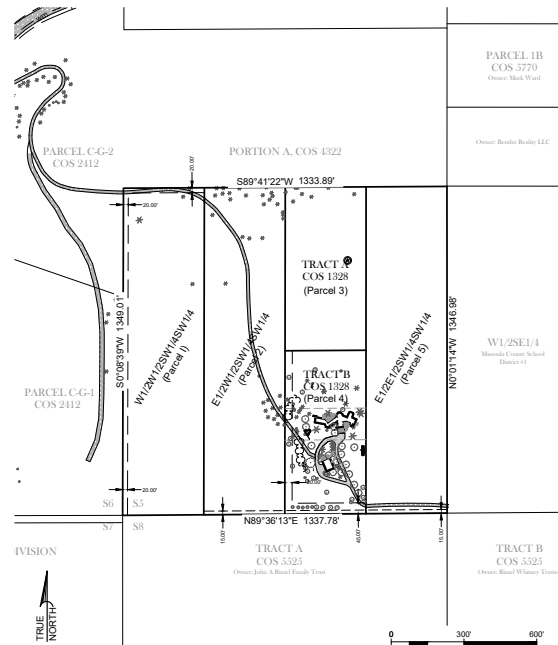 PARCEL 1B
COS 5770
Owner: Mark Ward
Owner: Bender Reality LLC
PARCEL C-G-2
COS 2412
PORTION A, COS 4322
20.00'
S89°41'22"W 1333.89'
20.00'
TRACT A
COS 1328
(Parcel 3)
S0°08'39"W 1349.01'
W1/2W1/2SW1/4SW1/4
(Parcel I)
E1/2W1/2SW1/4SW1/4
(Parcel 2)
E1/2E1/2SW1/4SW1/4
(Parcel 5)
N0°01'14"W 1346.98'
W1/2SE1/4
Missoula County School
District #1
TRACT B
COS 1328
(Parcel 4)
PARCEL C-G-1
COS 2412
20.00'
S6 S5
S7 S8
15.00'
45.00'
15.00'
N89°36'13"E 1337.78'
IVISION
TRACT A
COS 5525
Owner: John A Rimel Family Trust
TRACT B
COS 5525
TRUE
NORTH
0 300' 600'